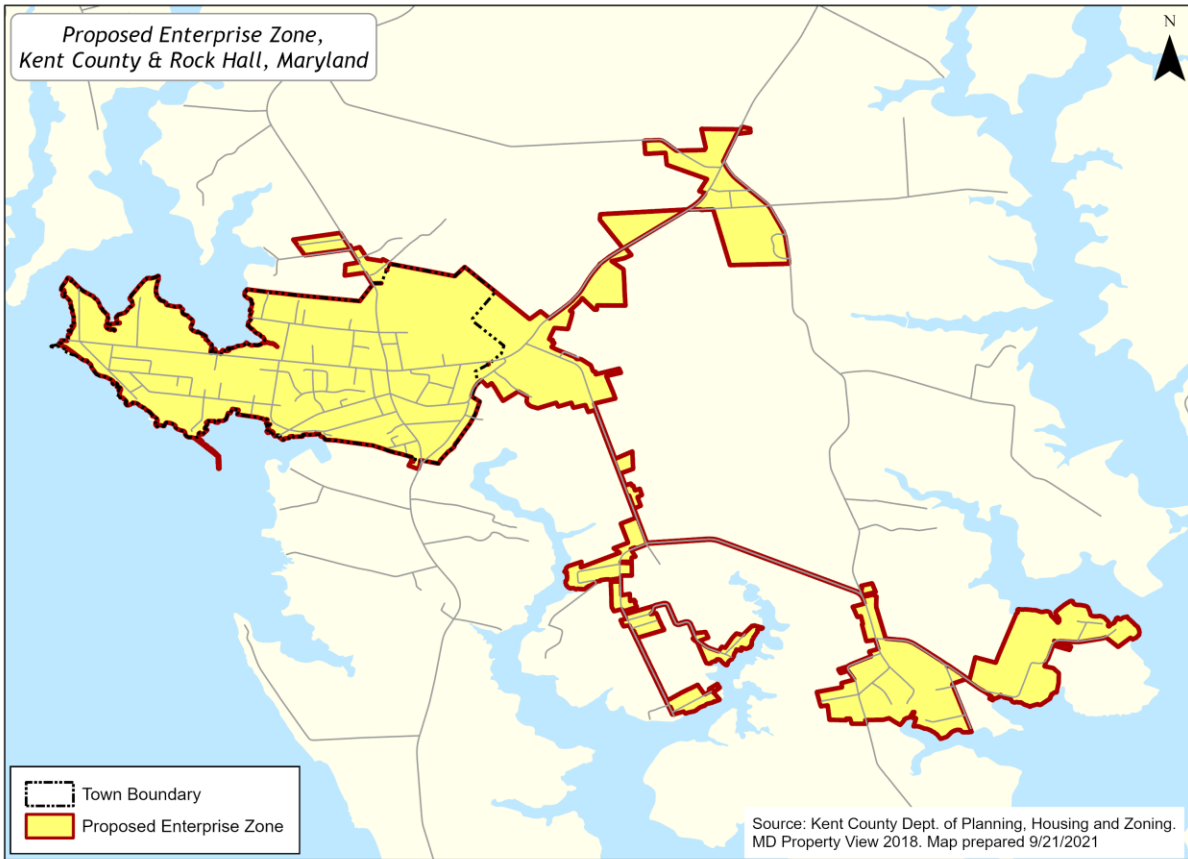 Proposed Enterprise Zone,
Kent County & Rock Hall, Maryland
N
Town Boundary
Proposed Enterprise Zone
Source: Kent County Dept. of Planning, Housing and Zoning.
MD Property View 2018. Map prepared 9/21/2021